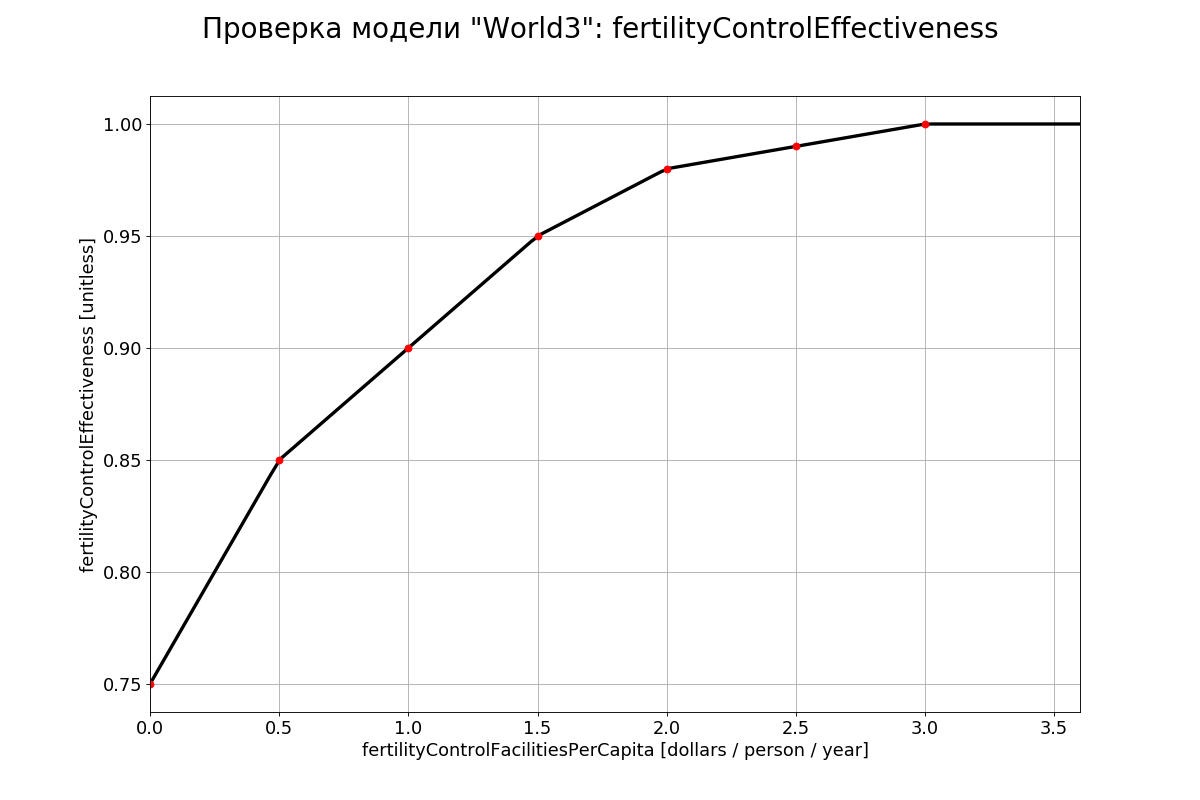 Проверка модели "World3": fertilityControlEffectiveness
fertilityControlEffectiveness [unitless]
1.00
0.95
0.90
0.85
0.80
0.75
0.0 0.5 1.0 1.5 2.0 2.5 3.0 3.5
fertilityControlFacilitiesPerCapita [dollars / person / year]